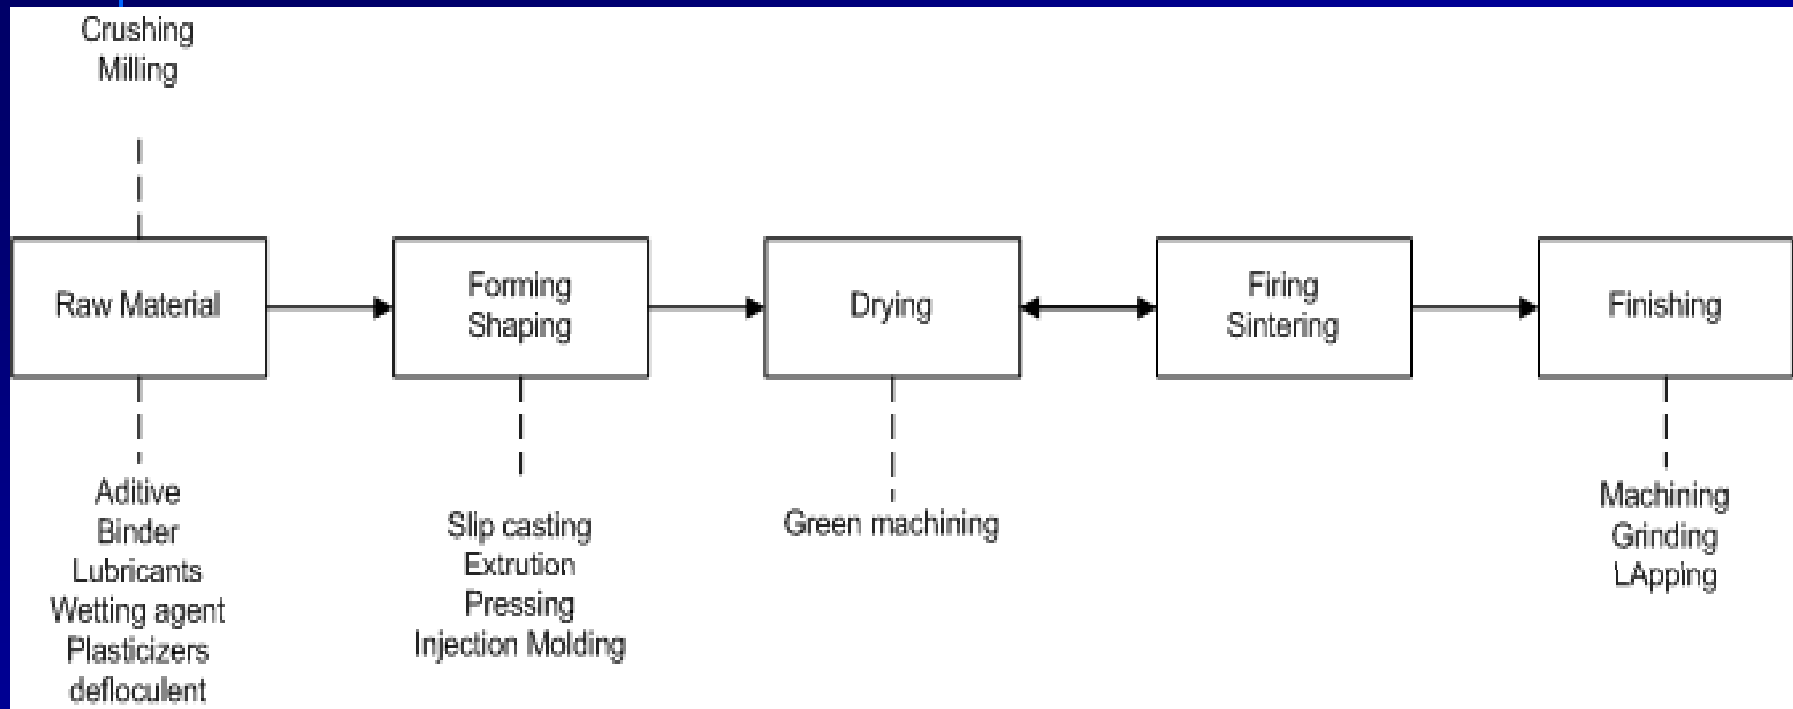 Crushing
Milling
Raw Material
Forming
Shaping
Drying
Firing
Sintering
Finishing
Aditive
Binder
Lubricants
Wetting agent
Plasticizers
defloculent
Slip casting
Extrution
Pressing
Injection Molding
Green machining
Machining
Grinding
LApping